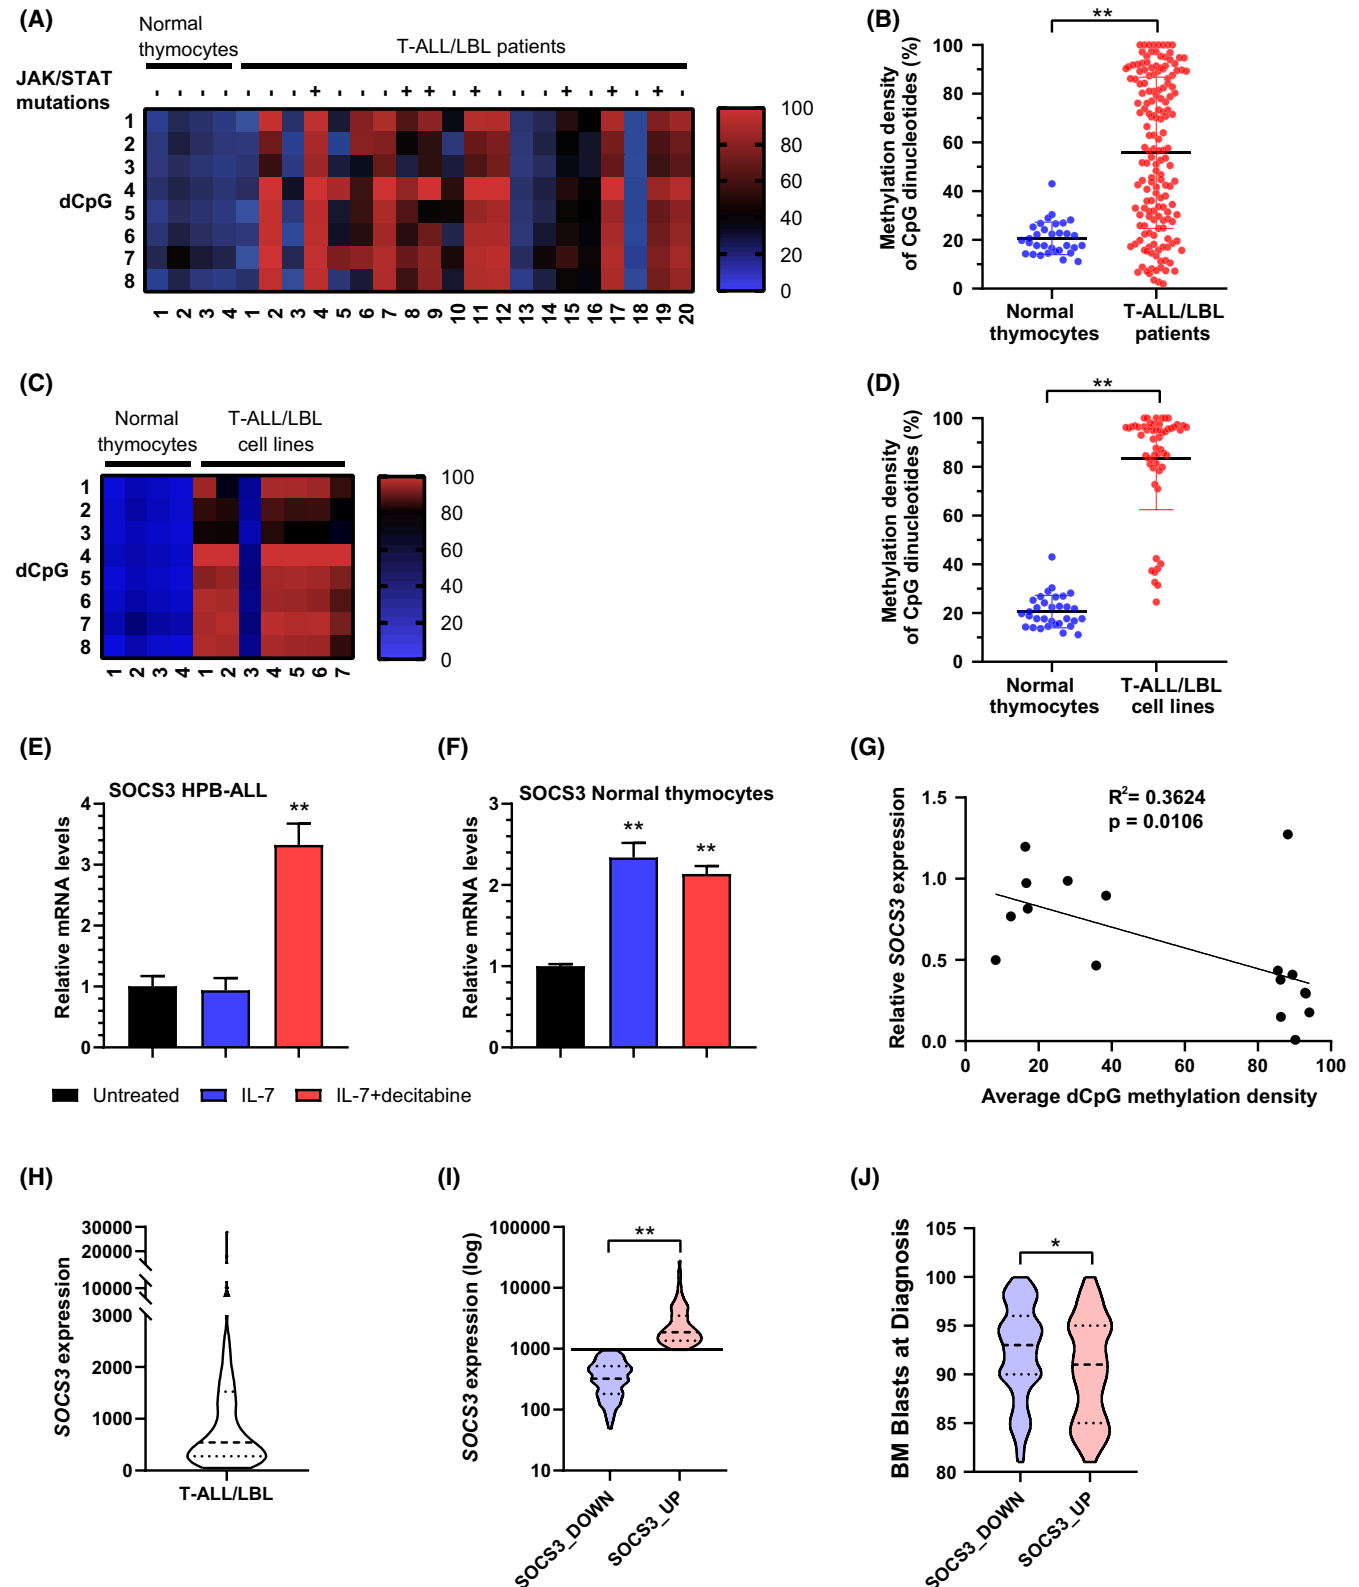 (A)
Normal
thymocytes
T-ALL/LBL patients
JAK/STAT
mutations
- - - - - - - + - - - + + - + - - - + - + - + -
1
2
3
4
5
6
7
8
dCpG
1 2 3 4 1 2 3 4 5 6 7 8 9 10 11 12 13 14 15 16 17 18 19 20
100
80
60
40
20
0
(B)
**
Methylation density
of CpG dinucleotides (%)
100
80
60
40
20
0
Normal
thymocytes
T-ALL/LBL
patients
(C)
Normal
thymocytes
T-ALL/LBL
cell lines
1
2
3
4
5
6
7
8
dCpG
1 2 3 4 1 2 3 4 5 6 7
100
80
60
40
20
0
(D)
**
Methylation density
of CpG dinucleotides (%)
100
80
60
40
20
0
Normal
thymocytes
T-ALL/LBL
cell lines
(E)
SOCS3 HPB-ALL
Relative mRNA levels
4
3
2
1
0
**
(F)
SOCS3 Normal thymocytes
Relative mRNA levels
3
2
1
0
** **
Untreated IL-7 IL-7+decitabine
(G)
R²= 0.3624
p = 0.0106
Relative SOCS3 expression
1.5
1.0
0.5
0.0
0 20 40 60 80 100
Average dCpG methylation density
(H)
SOCS3 expression
30000
20000
10000
3000
2000
1000
0
T-ALL/LBL
(I)
**
SOCS3 expression (log)
100000
10000
1000
100
10
SOCS3_DOWN
SOCS3_UP
(J)
*
BM Blasts at Diagnosis
105
100
95
90
85
80
SOCS3_DOWN
SOCS3_UP